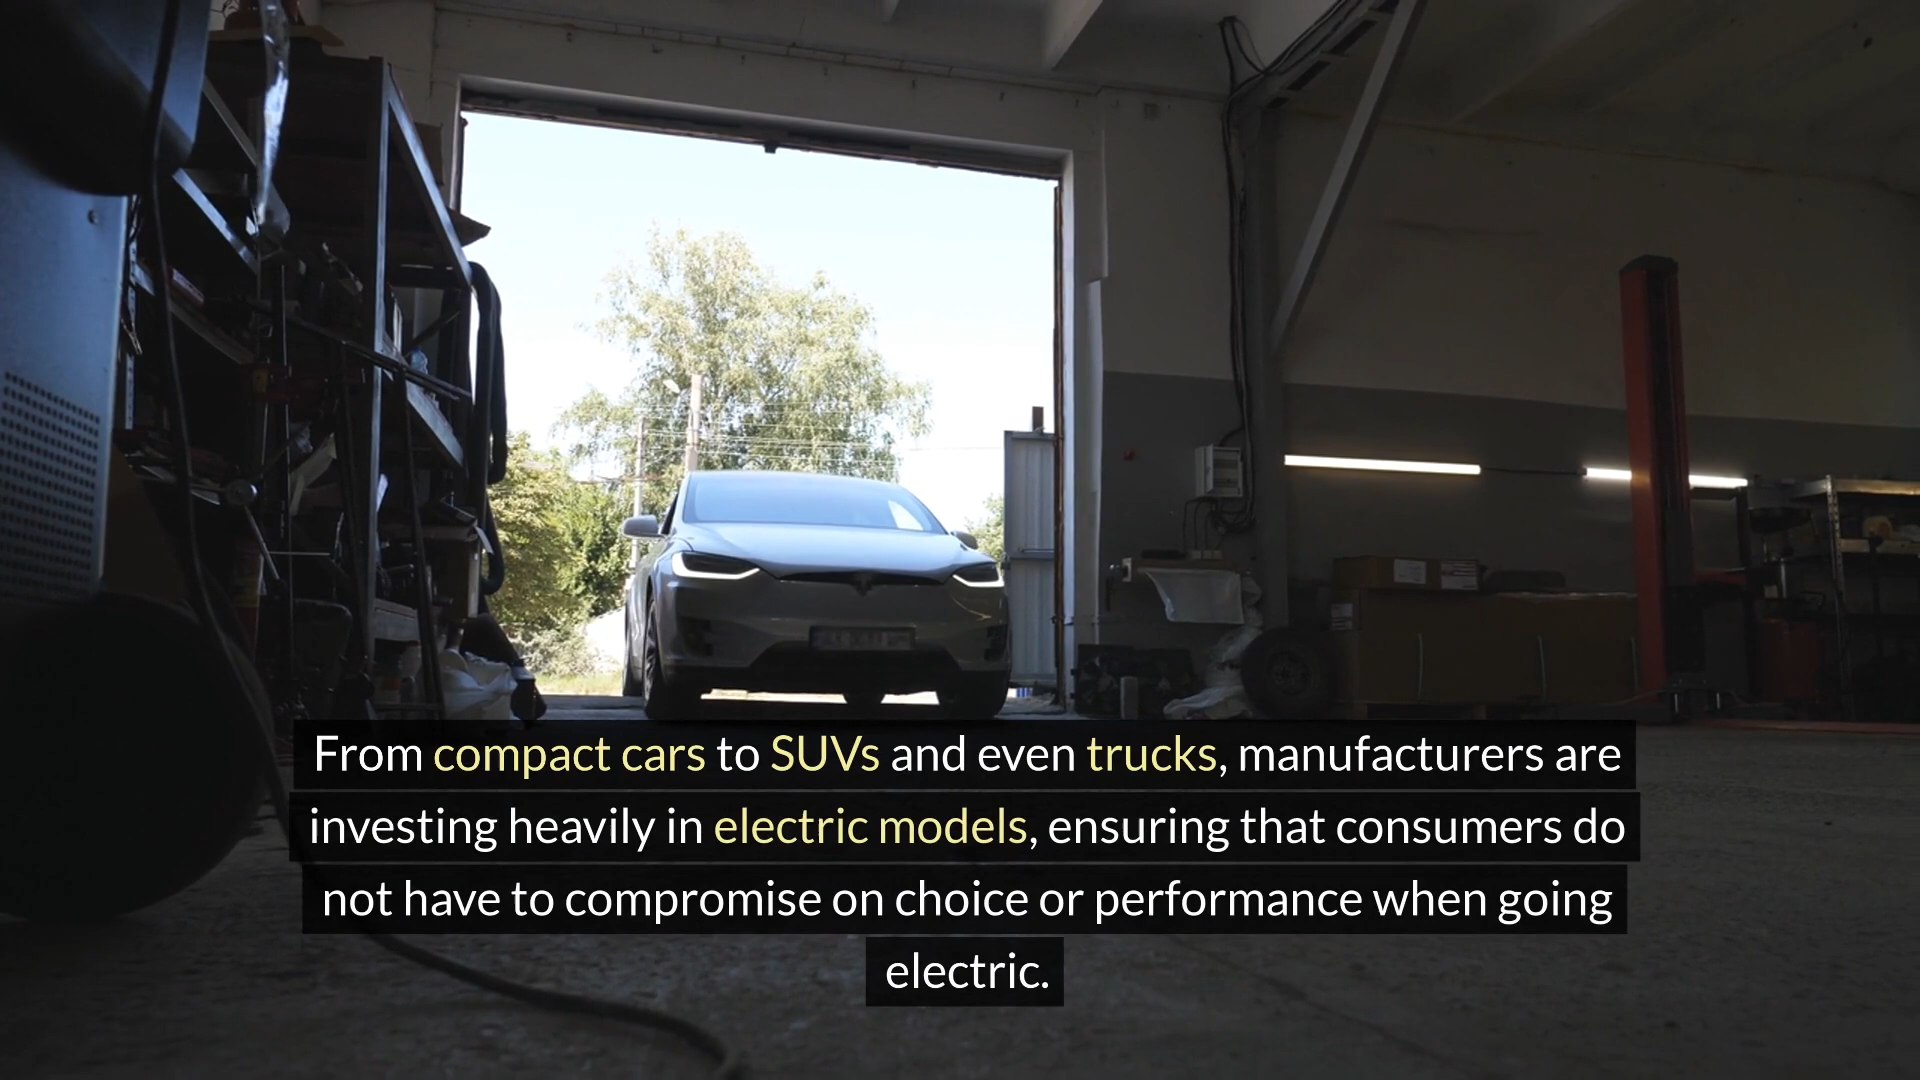 From compact cars to SUVs and even trucks, manufacturers are
investing heavily in electric models, ensuring that consumers do
not have to compromise on choice or performance when going
electric.